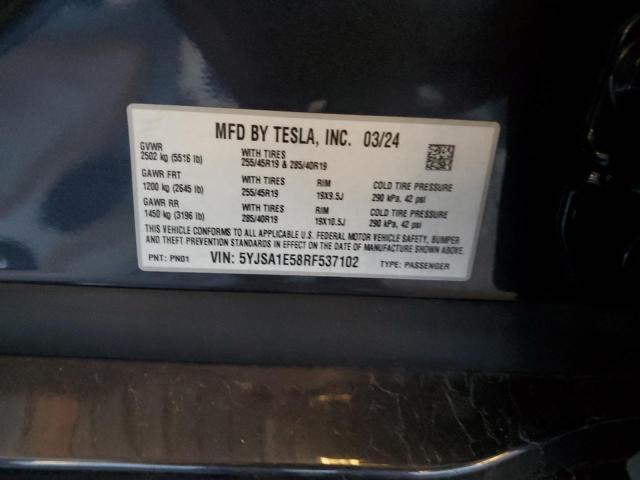 MFD BY TESLA, INC. 03/24
GVWR
2502 kg (5516 lb)
WITH TIRES
255/45R19 & 285/40R19
GAWR FRT
1200 kg (2645 lb)
WITH TIRES
255/45R19
RIM
19X9.5J
COLD TIRE PRESSURE
290 kPa, 42 psi
GAWR RR
1450 kg (3196 lb)
WITH TIRES
285/40R19
RIM
19X10.5J
COLD TIRE PRESSURE
290 kPa, 42 psi
THIS VEHICLE CONFORMS TO ALL APPLICABLE U.S. FEDERAL MOTOR VEHICLE SAFETY, BUMPER
AND THEFT PREVENTION STANDARDS IN EFFECT ON THE DATE OF MANUFACTURE SHOWN ABOVE.
PNT: PN01 VIN: 5YJSA1E58RF537102 TYPE: PASSENGER